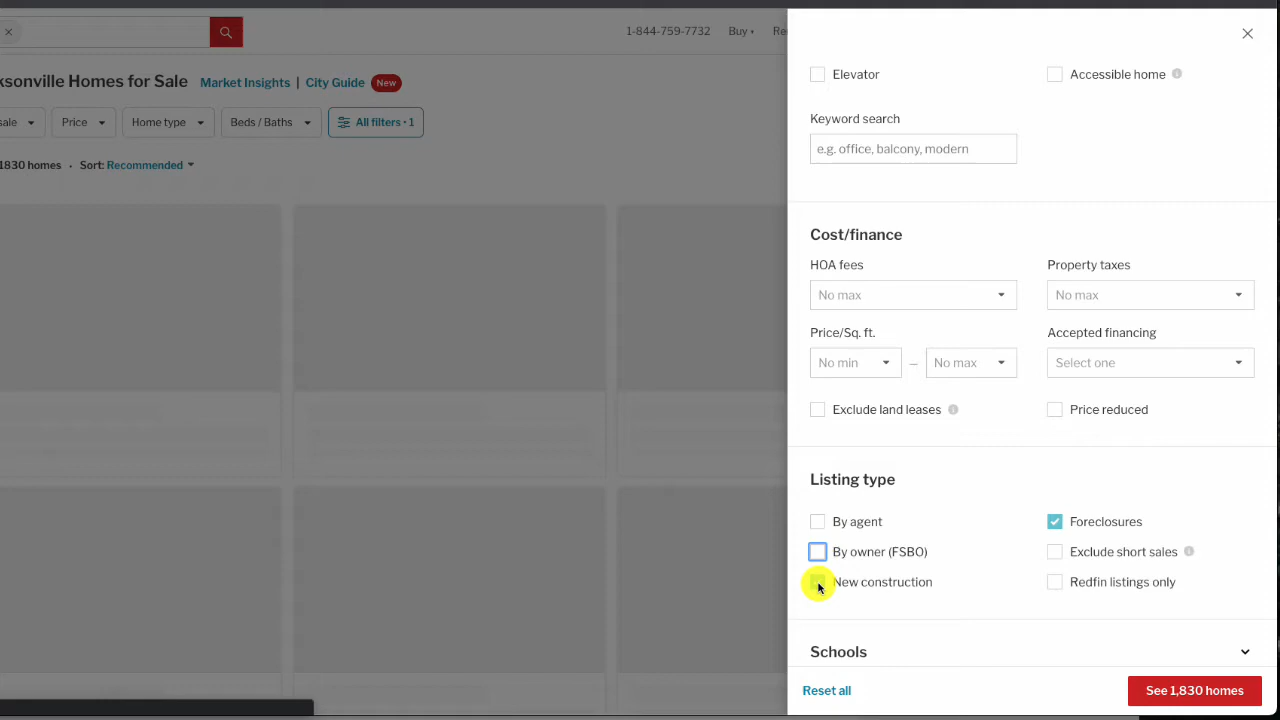 1-844-759-7732 Buy
ksonville Homes for Sale Market Insights | City Guide New
ale Price Home type Beds / Baths All filters • 1
1,830 homes • Sort: Recommended
Elevator Accessible home
Keyword search
e.g. office, balcony, modern
Cost/finance
HOA fees Property taxes
No max No max
Price/Sq. ft. Accepted financing
No min — No max Select one
Exclude land leases Price reduced
Listing type
By agent Foreclosures
By owner (FSBO) Exclude short sales
New construction Redfin listings only
Schools
Reset all See 1,830 homes